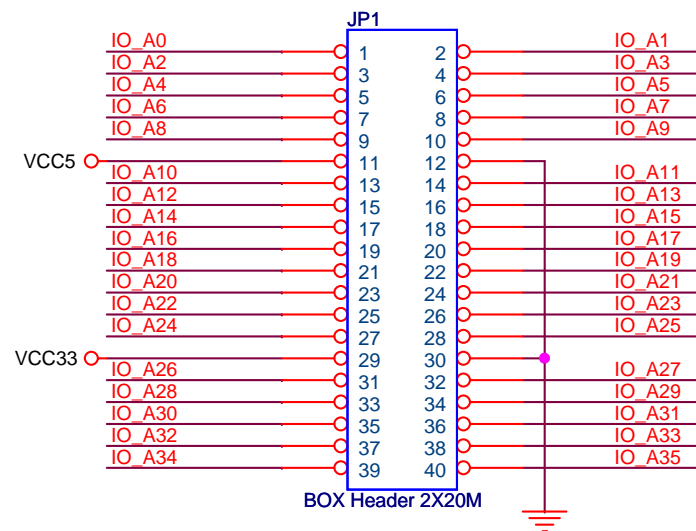 JP1
IO_A0 1 2 IO_A1
IO_A2 3 4 IO_A3
IO_A4 5 6 IO_A5
IO_A6 7 8 IO_A7
IO_A8 9 10 IO_A9
VCC5 11 12
IO_A10 13 14 IO_A11
IO_A12 15 16 IO_A13
IO_A14 17 18 IO_A15
IO_A16 19 20 IO_A17
IO_A18 21 22 IO_A19
IO_A20 23 24 IO_A21
IO_A22 25 26 IO_A23
IO_A24 27 28 IO_A25
VCC33 29 30
IO_A26 31 32 IO_A27
IO_A28 33 34 IO_A29
IO_A30 35 36 IO_A31
IO_A32 37 38 IO_A33
IO_A34 39 40 IO_A35
BOX Header 2X20M